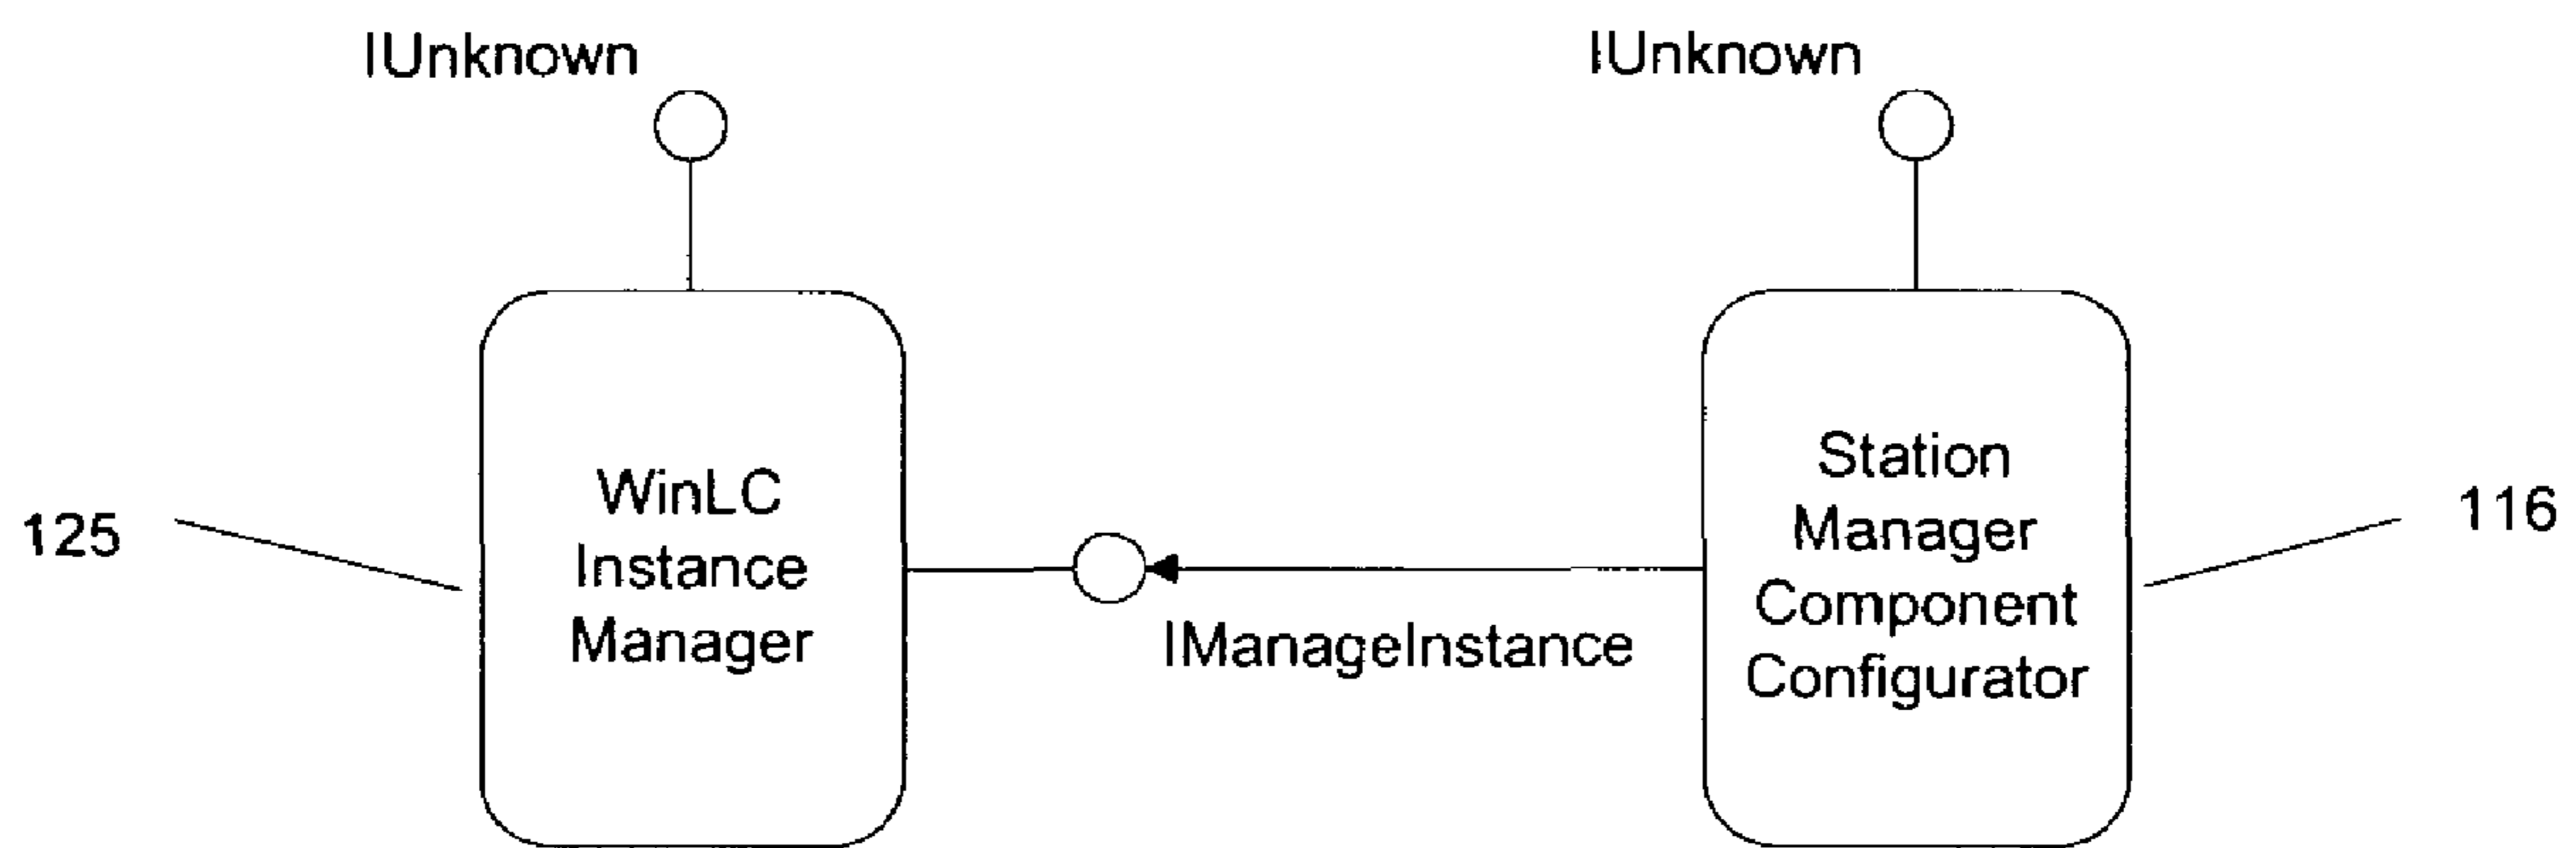 IUnknown
IUnknown
WinLC
Instance
Manager
Station
Manager
Component
Configurator
125
116
IManageInstance